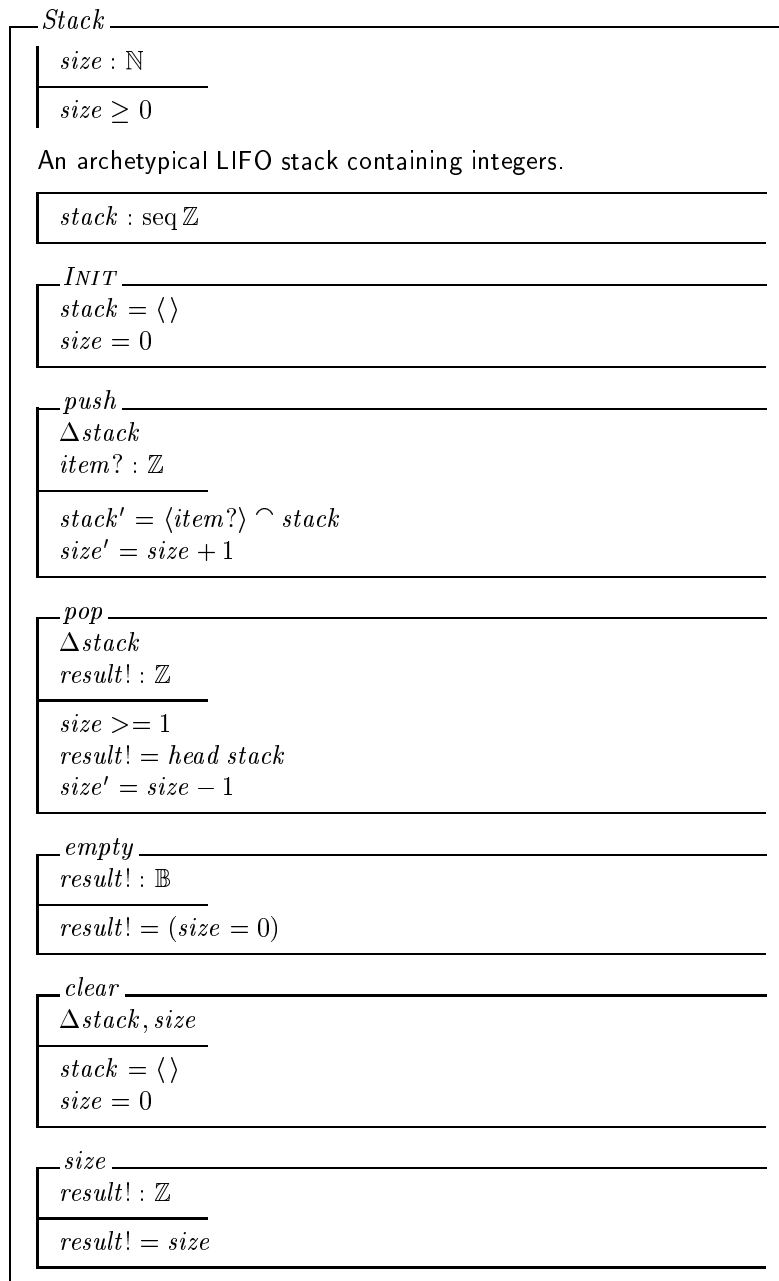 Stack
size : ℕ
size ≥ 0
An archetypical LIFO stack containing integers.
stack : seq ℤ
INIT
stack = ⟨ ⟩
size = 0
push
Δstack
item? : ℤ
stack′ = ⟨item?⟩ ⌢ stack
size′ = size + 1
pop
Δstack
result! : ℤ
size >= 1
result! = head stack
size′ = size − 1
empty
result! : 𝔹
result! = (size = 0)
clear
Δstack, size
stack = ⟨ ⟩
size = 0
size
result! : ℤ
result! = size